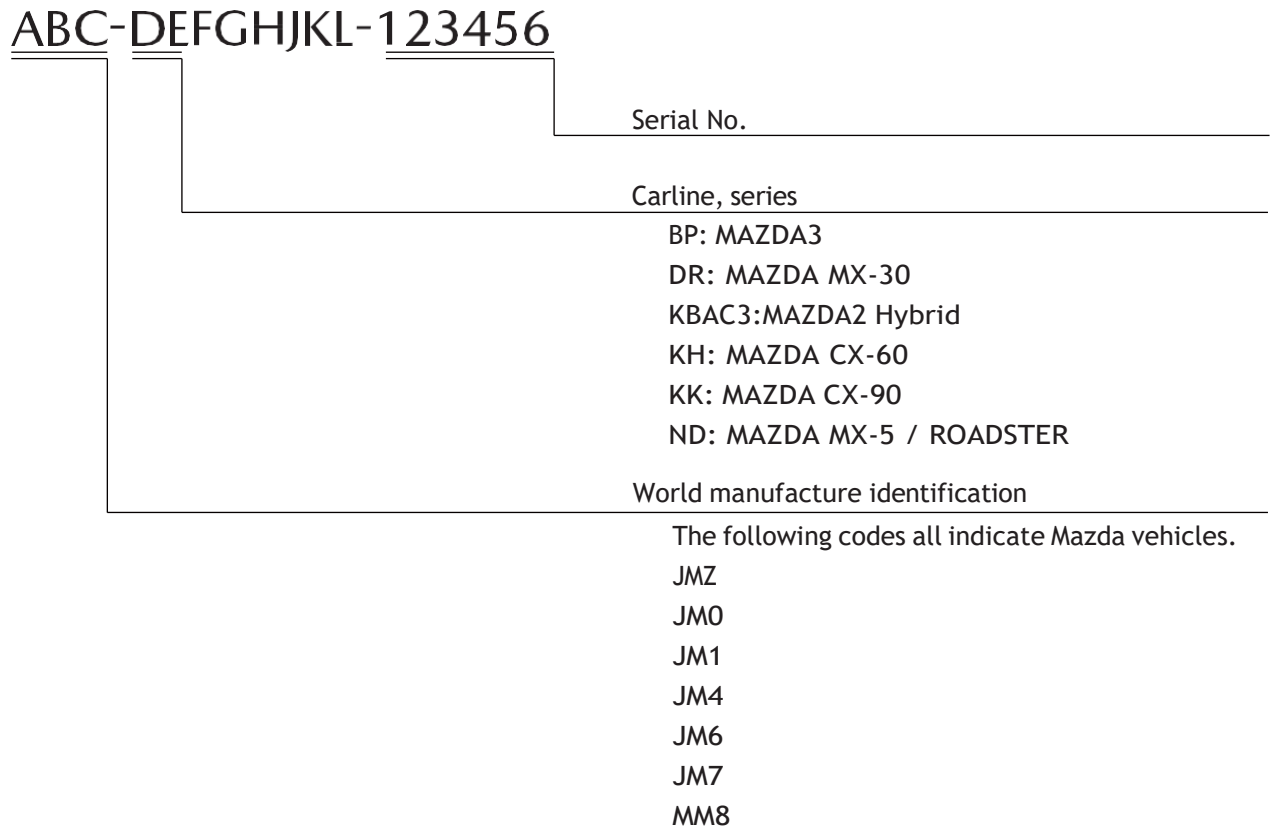 ABC-DEFGHJKL-123456
Serial No.
Carline, series
BP: MAZDA3
DR: MAZDA MX-30
KBAC3:MAZDA2 Hybrid
KH: MAZDA CX-60
KK: MAZDA CX-90
ND: MAZDA MX-5 / ROADSTER
World manufacture identification
The following codes all indicate Mazda vehicles.
JMZ
JM0
JM1
JM4
JM6
JM7
MM8